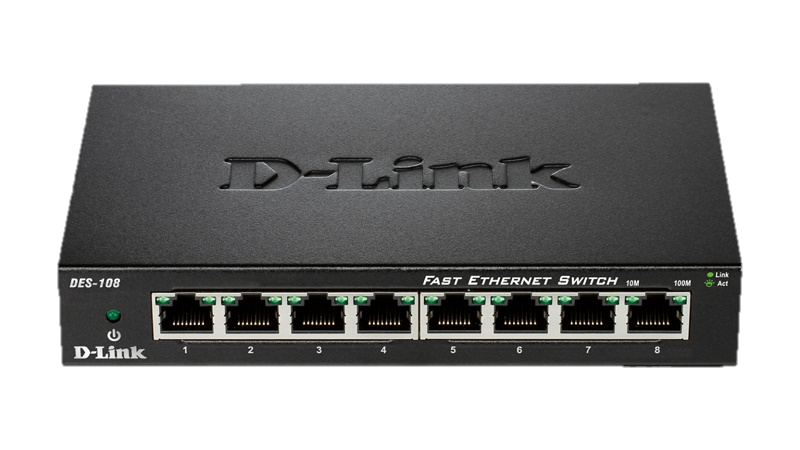 D-Link
DES-108
FAST ETHERNET SWITCH
10M
100M
Link
Act
D-Link
1 2 3 4 5 6 7 8